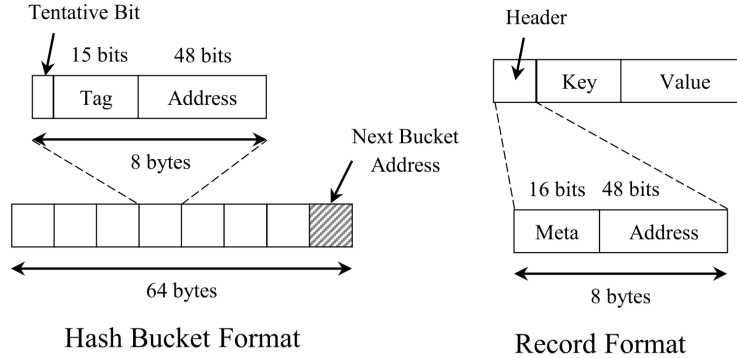 Tentative Bit
15 bits
48 bits
Tag
Address
8 bytes
Next Bucket
Address
64 bytes
Hash Bucket Format
Header
Key
Value
16 bits
48 bits
Meta
Address
8 bytes
Record Format